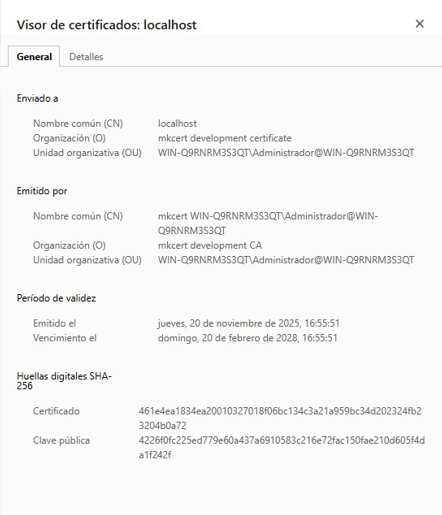 Visor de certificados: localhost
General Detalles
Enviado a
Nombre común (CN) localhost
Organización (O) mkcert development certificate
Unidad organizativa (OU) WIN-Q9RNRM3S3QT\Administrador@WIN-Q9RNRM3S3QT
Emitido por
Nombre común (CN) mkcert WIN-Q9RNRM3S3QT\Administrador@WIN-
Q9RNRM3S3QT
Organización (O) mkcert development CA
Unidad organizativa (OU) WIN-Q9RNRM3S3QT\Administrador@WIN-Q9RNRM3S3QT
Período de validez
Emitido el jueves, 20 de noviembre de 2025, 16:55:51
Vencimiento el domingo, 20 de febrero de 2028, 16:55:51
Huellas digitales SHA-
256
Certificado 461e4ea1834ea20010327018f06bc134c3a21a959bc34d202324fb2
3204b0a72
Clave pública 4226f0fc225ed779e60a437a6910583c216e72fac150fae210d605f4d
a1f242f